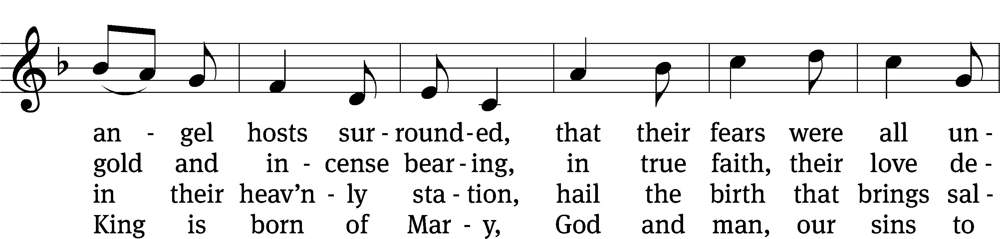 an - gel hosts sur - round - ed, that their fears were all un -
gold and in - cense bear - ing, in true faith, their love de -
in their heav’n - ly sta - tion, hail the birth that brings sal -
King is born of Mar - y, God and man, our sins to